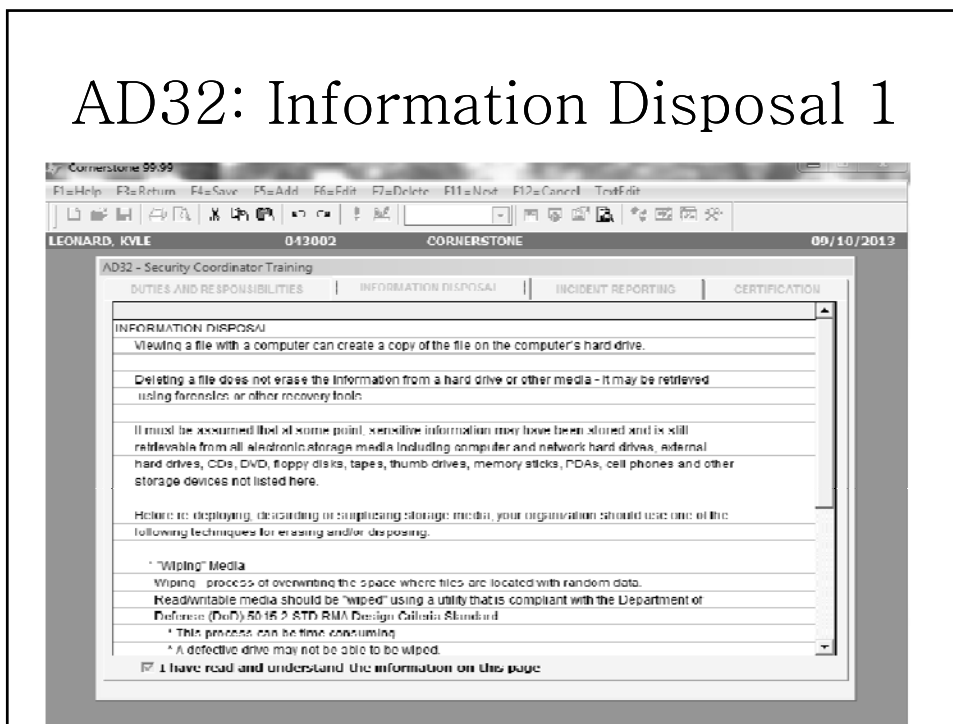 AD32: Information Disposal 1
Cornerstone 99.99
F1=Help F3=Return F4=Save F5=Add F6=Edit F7=Delete F11=Next F12=Cancel TextEdit
LEONARD, KYLE 043002 CORNERSTONE 09/10/2013
AD32 - Security Coordinator Training
DUTIES AND RESPONSIBILITIES INFORMATION DISPOSAL INCIDENT REPORTING CERTIFICATION
INFORMATION DISPOSAL
Viewing a file with a computer can create a copy of the file on the computer's hard drive.
Deleting a file does not erase the information from a hard drive or other media - it may be retrieved
using forensics or other recovery tools
It must be assumed that at some point, sensitive information may have been stored and is still
retrievable from all electronic storage media including computer and network hard drives, external
hard drives, CDs, DVD, floppy disks, tapes, thumb drives, memory sticks, PDAs, cell phones and other
storage devices not listed here.
Before re-deploying, discarding or surplusing storage media, your organization should use one of the
following techniques for erasing and/or disposing.
* "Wiping" Media
Wiping - process of overwriting the space where files are located with random data.
Read/writable media should be "wiped" using a utility that is compliant with the Department of
Defense (DoD) 5015.2-STD RMA Design Criteria Standard
* This process can be time consuming
* A defective drive may not be able to be wiped.
I have read and understand the information on this page